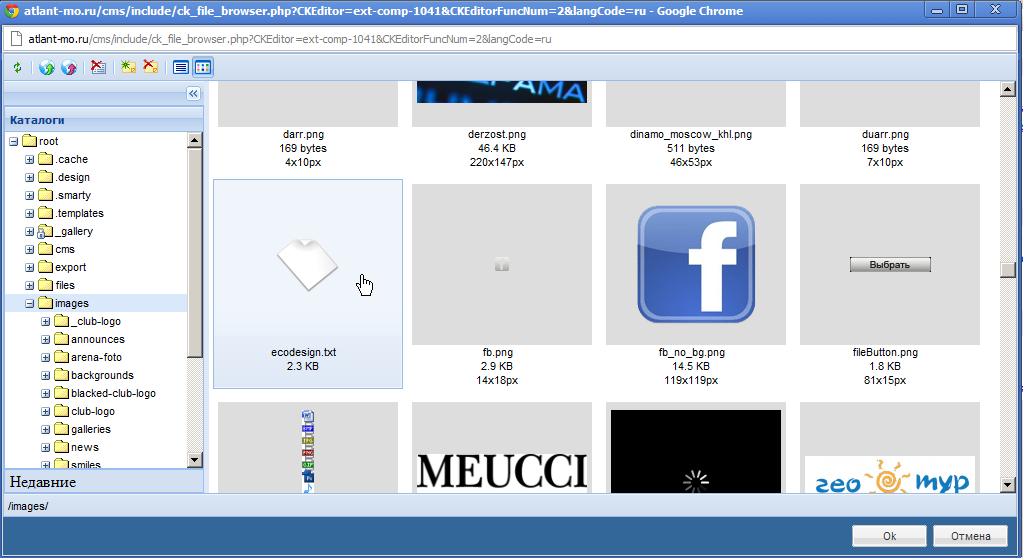 atlant-mo.ru/cms/include/ck_file_browser.php?CKEditor=ext-comp-1041&CKEditorFuncNum=2&langCode=ru - Google Chrome
atlant-mo.ru/cms/include/ck_file_browser.php?CKEditor=ext-comp-1041&CKEditorFuncNum=2&langCode=ru
Каталоги
root
.cache
.design
.smarty
.templates
_gallery
cms
export
files
images
_club-logo
announces
arena-foto
backgrounds
blacked-club-logo
club-logo
galleries
news
smiles
Недавние
darr.png
169 bytes
4x10px
derzost.png
46.4 KB
220x147px
dinamo_moscow_khl.png
511 bytes
46x53px
duarr.png
169 bytes
7x10px
ecodesign.txt
2.3 KB
fb.png
2.9 KB
14x18px
f
fb_no_bg.png
14.5 KB
119x119px
Выбрать
fileButton.png
1.8 KB
81x15px
MEUCCI
гео тур
/images/
Ok
Отмена